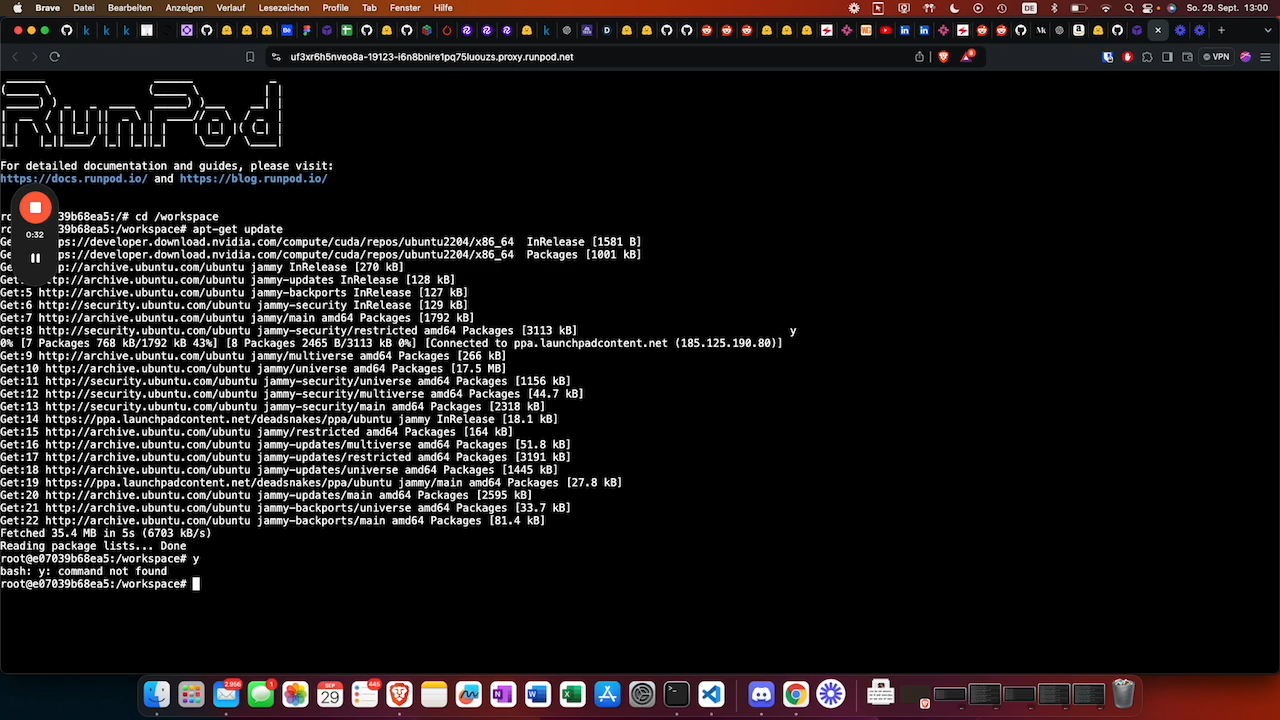 Brave Datei Bearbeiten Anzeigen Verlauf Lesezeichen Profile Tab Fenster Hilfe DE So. 29. Sept. 13:00
uf3xr6h5nveo8a-19123-i6n8bnire1pq75luouzs.proxy.runpod.net VPN
RunPod
For detailed documentation and guides, please visit:
https://docs.runpod.io/ and https://blog.runpod.io/
039b68ea5:/# cd /workspace
039b68ea5:/workspace# apt-get update
ps://developer.download.nvidia.com/compute/cuda/repos/ubuntu2204/x86_64 InRelease [1581 B]
0:32
ps://developer.download.nvidia.com/compute/cuda/repos/ubuntu2204/x86_64 Packages [1001 kB]
p://archive.ubuntu.com/ubuntu jammy InRelease [270 kB]
p://archive.ubuntu.com/ubuntu jammy-updates InRelease [128 kB]
Get:5 http://archive.ubuntu.com/ubuntu jammy-backports InRelease [127 kB]
Get:6 http://security.ubuntu.com/ubuntu jammy-security InRelease [129 kB]
Get:7 http://archive.ubuntu.com/ubuntu jammy/main amd64 Packages [1792 kB]
Get:8 http://security.ubuntu.com/ubuntu jammy-security/restricted amd64 Packages [3113 kB] y
0% [7 Packages 768 kB/1792 kB 43%] [8 Packages 2465 B/3113 kB 0%] [Connected to ppa.launchpadcontent.net (185.125.190.80)]
Get:9 http://archive.ubuntu.com/ubuntu jammy/multiverse amd64 Packages [266 kB]
Get:10 http://archive.ubuntu.com/ubuntu jammy/universe amd64 Packages [17.5 MB]
Get:11 http://security.ubuntu.com/ubuntu jammy-security/universe amd64 Packages [1156 kB]
Get:12 http://security.ubuntu.com/ubuntu jammy-security/multiverse amd64 Packages [44.7 kB]
Get:13 http://security.ubuntu.com/ubuntu jammy-security/main amd64 Packages [2318 kB]
Get:14 https://ppa.launchpadcontent.net/deadsnakes/ppa/ubuntu jammy InRelease [18.1 kB]
Get:15 http://archive.ubuntu.com/ubuntu jammy/restricted amd64 Packages [164 kB]
Get:16 http://archive.ubuntu.com/ubuntu jammy-updates/multiverse amd64 Packages [51.8 kB]
Get:17 http://archive.ubuntu.com/ubuntu jammy-updates/restricted amd64 Packages [3191 kB]
Get:18 http://archive.ubuntu.com/ubuntu jammy-updates/universe amd64 Packages [1445 kB]
Get:19 https://ppa.launchpadcontent.net/deadsnakes/ppa/ubuntu jammy/main amd64 Packages [27.8 kB]
Get:20 http://archive.ubuntu.com/ubuntu jammy-updates/main amd64 Packages [2595 kB]
Get:21 http://archive.ubuntu.com/ubuntu jammy-backports/universe amd64 Packages [33.7 kB]
Get:22 http://archive.ubuntu.com/ubuntu jammy-backports/main amd64 Packages [81.4 kB]
Fetched 35.4 MB in 5s (6703 kB/s)
Reading package lists... Done
root@e07039b68ea5:/workspace# y
bash: y: command not found
root@e07039b68ea5:/workspace#
2.956 1 SEP 29 445